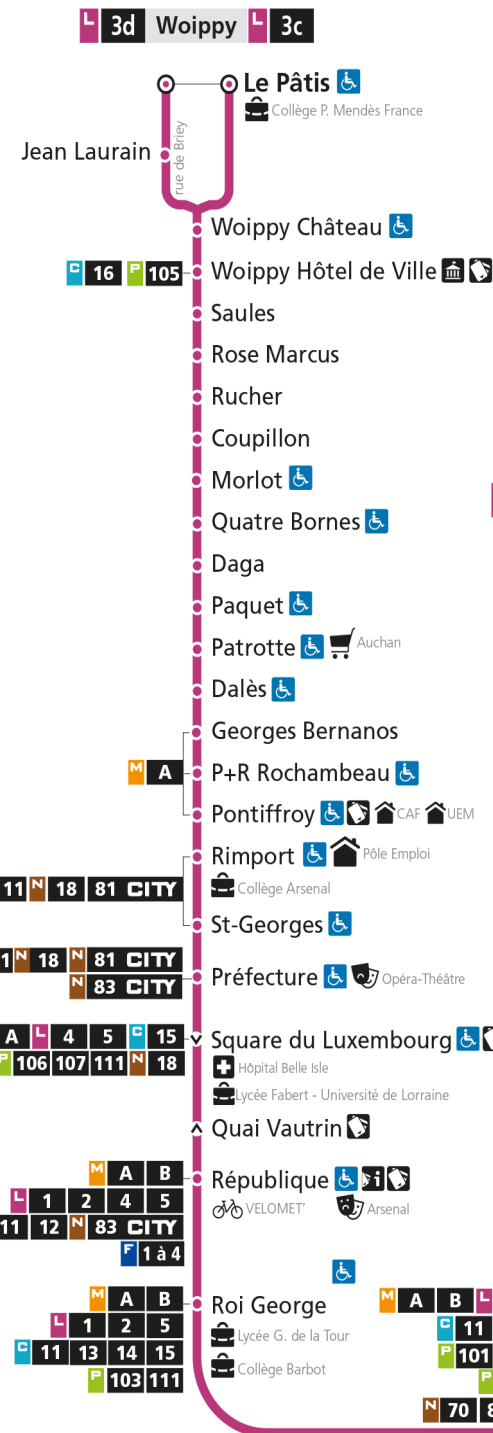 L 3d Woippy L 3c
Le Pâtis
Collège P. Mendès France
Jean Laurain
rue de Briey
Woippy Château
C 16 P 105 Woippy Hôtel de Ville
Saules
Rose Marcus
Rucher
Coupillon
Morlot
Quatre Bornes
Daga
Paquet
Patrotte Auchan
Dalès
Georges Bernanos
M A P+R Rochambeau
Pontiffroy CAF UEM
Rimport Pôle Emploi
11 N 18 81 CITY Collège Arsenal
St-Georges
1 N 18 N 81 CITY
Préfecture Opéra-Théâtre
N 83 CITY
A L 4 5 C 15 Square du Luxembourg
P 106 107 111 N 18 Hôpital Belle Isle
Lycée Fabert - Université de Lorraine
Quai Vautrin
M A B République
L 1 2 4 5 VELOMET' Arsenal
11 12 N 83 CITY
F 1 à 4
M A B Roi George M A B L
L 1 2 5 Lycée G. de la Tour C 11
C 11 13 14 15 Collège Barbot P 101
P 103 111 P
N 70